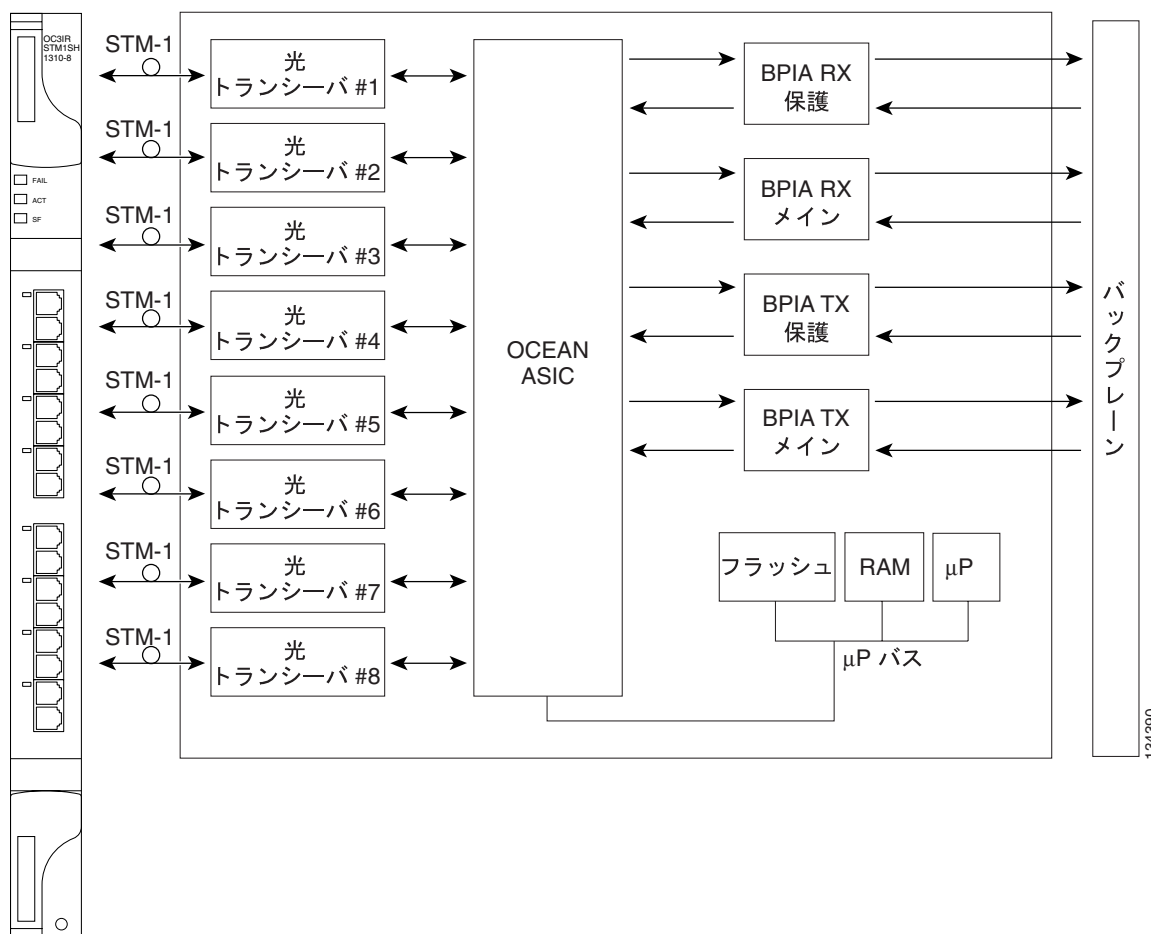 OC3IR
STM1SH
1310-8
FAIL
ACT
SF
STM-1
光
トランシーバ #1
STM-1
光
トランシーバ #2
STM-1
光
トランシーバ #3
STM-1
光
トランシーバ #4
STM-1
光
トランシーバ #5
STM-1
光
トランシーバ #6
STM-1
光
トランシーバ #7
STM-1
光
トランシーバ #8
OCEAN
ASIC
BPIA RX
保護
BPIA RX
メイン
BPIA TX
保護
BPIA TX
メイン
フラッシュ
RAM
µP
µP バス
バックプレーン
134390